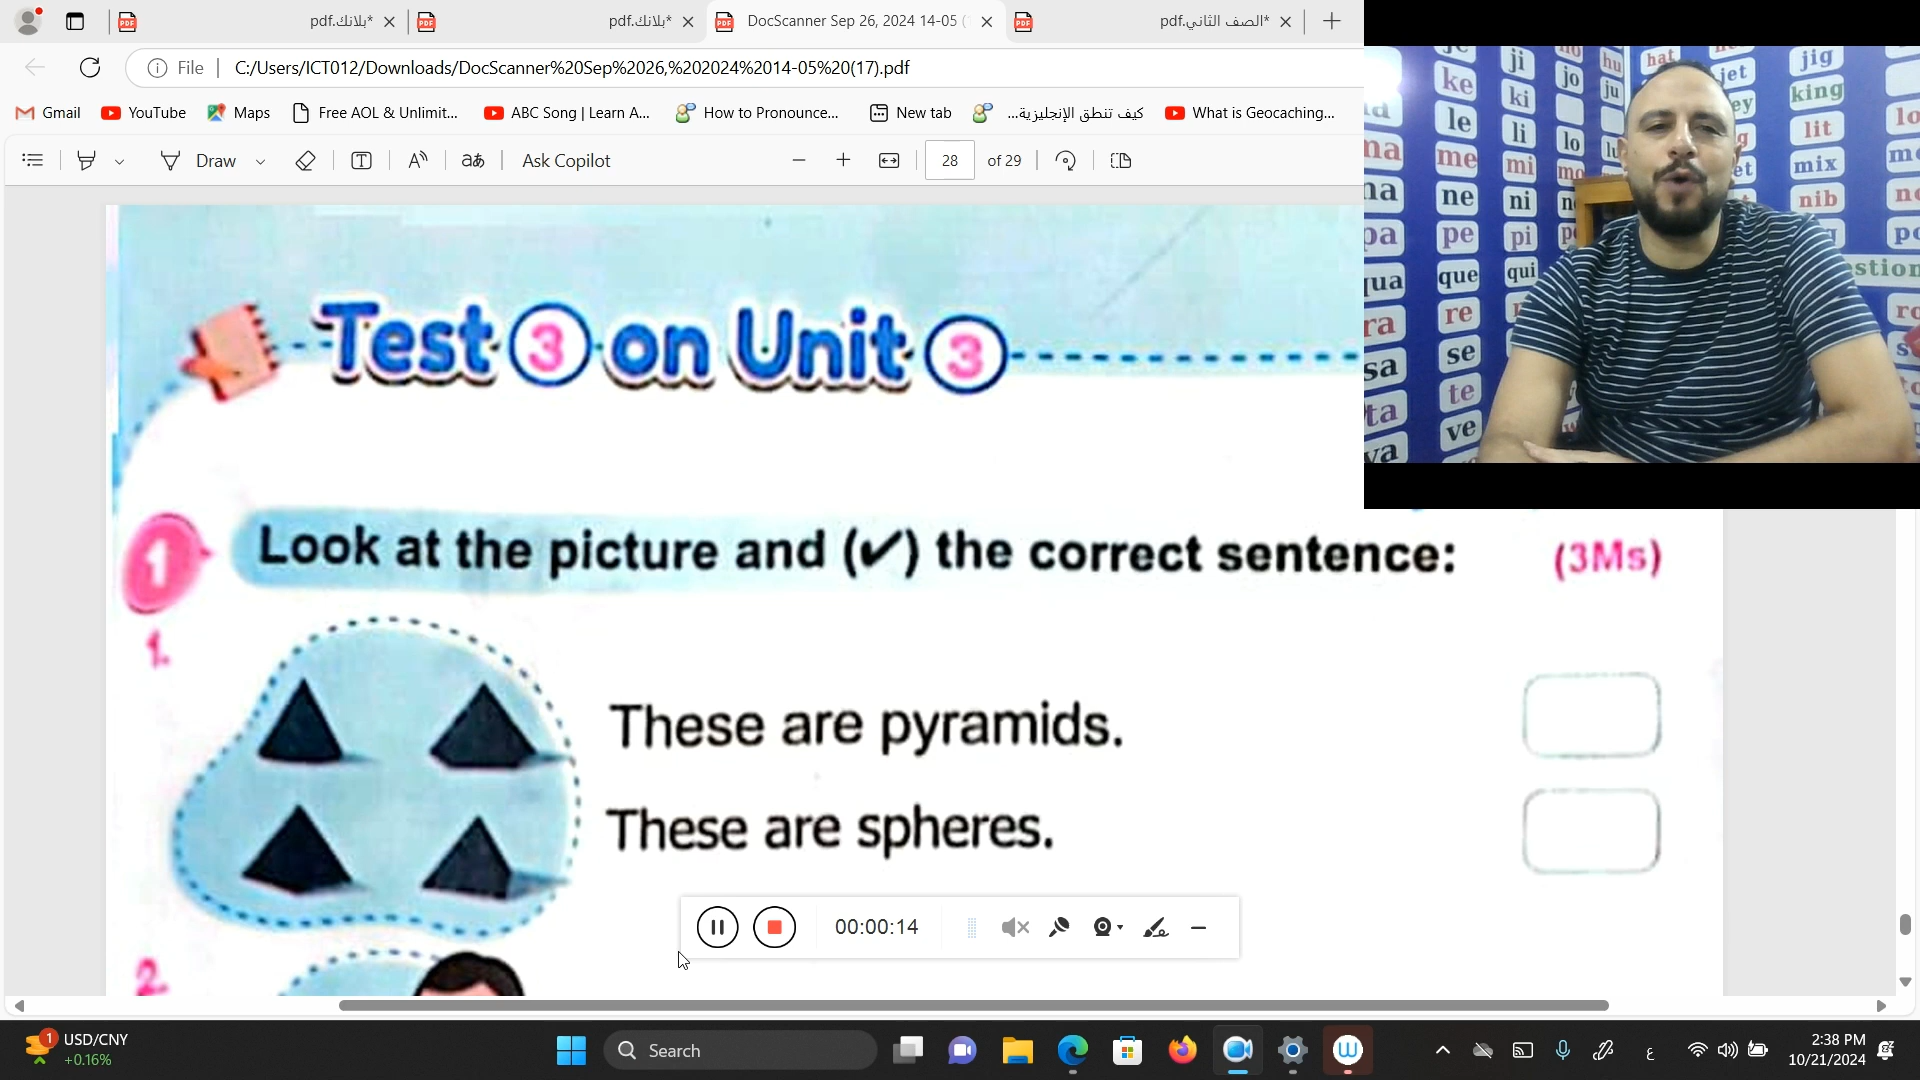 *بلانك.pdf
*بلانك.pdf
DocScanner Sep 26, 2024 14-05 (
*الصف الثاني.pdf
File
C:/Users/ICT012/Downloads/DocScanner%20Sep%2026,%202024%2014-05%20(17).pdf
Gmail
YouTube
Maps
Free AOL & Unlimit...
ABC Song | Learn A...
How to Pronounce...
New tab
كيف تنطق الإنجليزية...
What is Geocaching...
Draw
Ask Copilot
28 of 29
Test 3 on Unit 3
1 Look at the picture and (✔) the correct sentence: (3Ms)
1.
These are pyramids.
These are spheres.
2.
00:00:14
ke
le
me
ne
pe
que
re
se
te
ve
ji
ki
li
mi
ni
pi
qui
jo
lo
hu
ju
hat
jet
jig
king
lit
mix
nib
ma
ra
sa
ta
1
USD/CNY
+0.16%
Search
ع
2:38 PM
10/21/2024